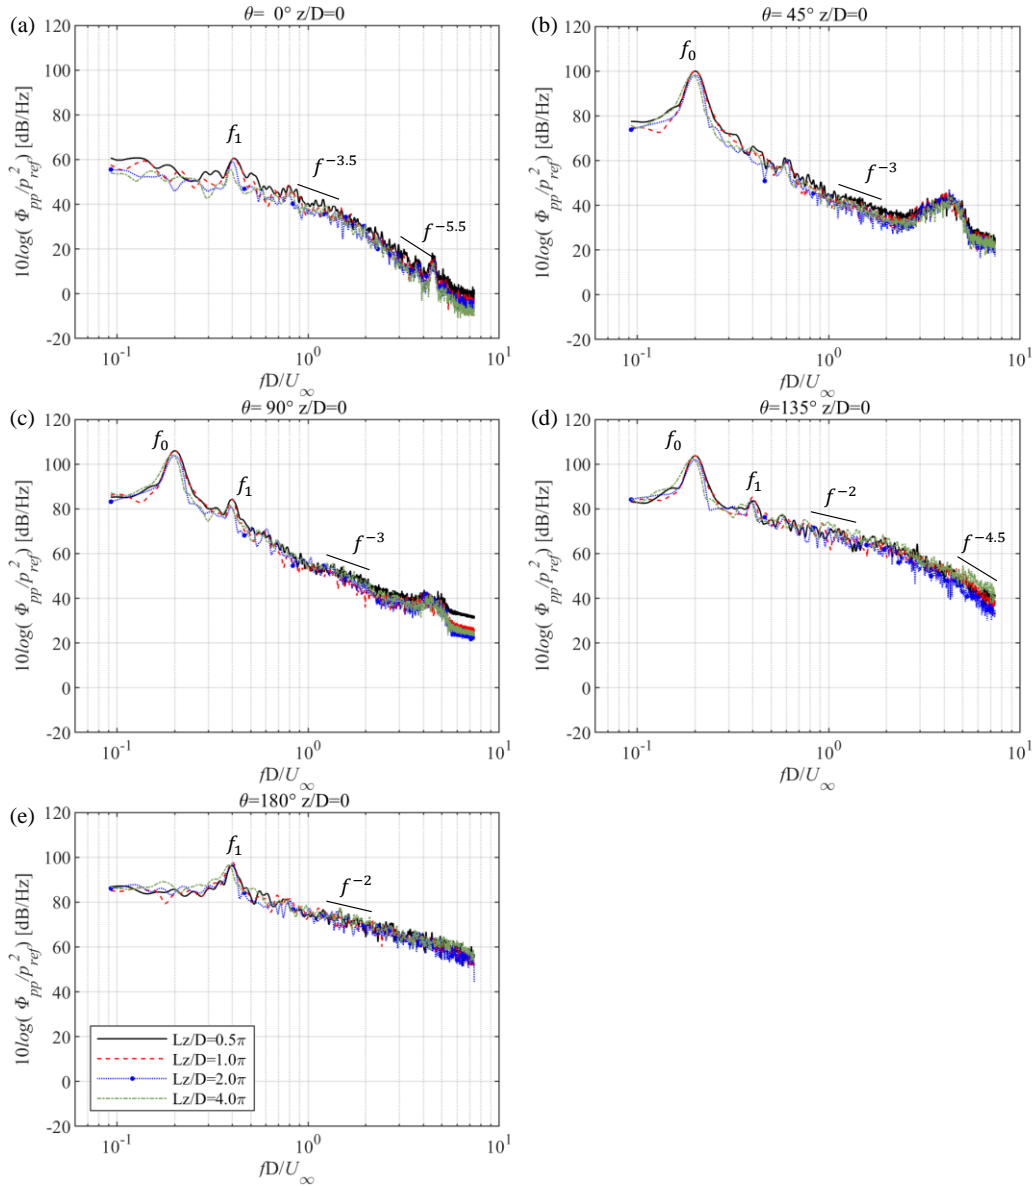 (a)
θ= 0° z/D=0
120
100
80
60
40
20
0
-20
10log( Φpp/p²ref) [dB/Hz]
f₁
f⁻³·⁵
f⁻⁵·⁵
10⁻¹
10⁰
10¹
fD/U∞
(b)
θ= 45° z/D=0
120
100
80
60
40
20
0
-20
10log( Φpp/p²ref) [dB/Hz]
f₀
f⁻³
10⁻¹
10⁰
10¹
fD/U∞
(c)
θ= 90° z/D=0
120
100
80
60
40
20
0
-20
10log( Φpp/p²ref) [dB/Hz]
f₀
f₁
f⁻³
10⁻¹
10⁰
10¹
fD/U∞
(d)
θ=135° z/D=0
120
100
80
60
40
20
0
-20
10log( Φpp/p²ref) [dB/Hz]
f₀
f₁
f⁻²
f⁻⁴·⁵
10⁻¹
10⁰
10¹
fD/U∞
(e)
θ=180° z/D=0
120
100
80
60
40
20
0
-20
10log( Φpp/p²ref) [dB/Hz]
f₁
f⁻²
Lz/D=0.5π
Lz/D=1.0π
Lz/D=2.0π
Lz/D=4.0π
10⁻¹
10⁰
10¹
fD/U∞